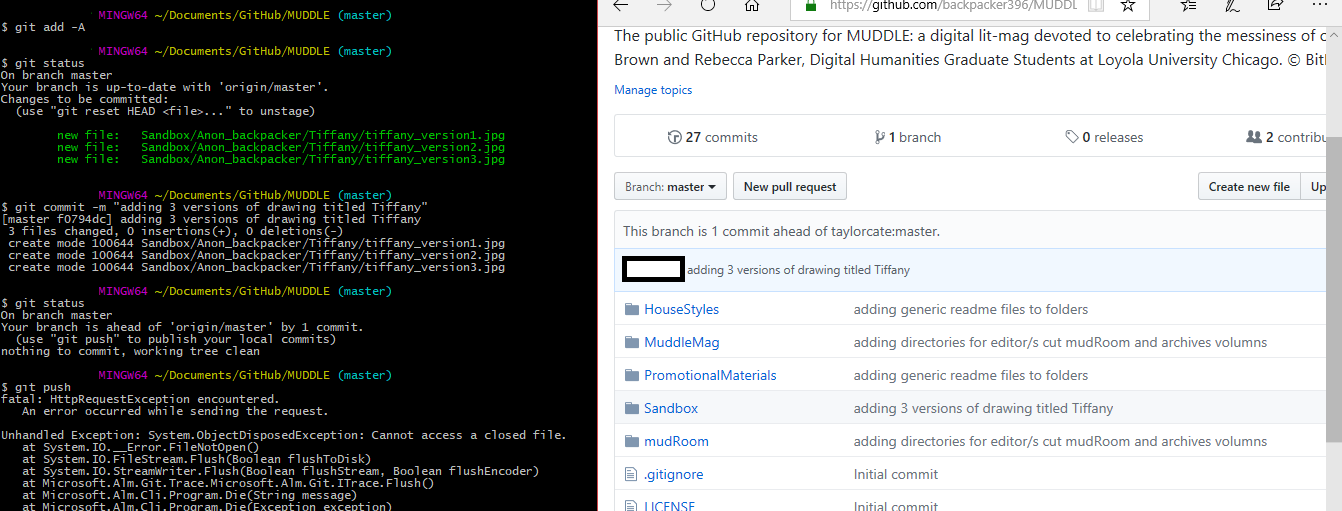 MINGW64 ~/Documents/GitHub/MUDDLE (master)
$ git add -A
MINGW64 ~/Documents/GitHub/MUDDLE (master)
$ git status
On branch master
Your branch is up-to-date with 'origin/master'.
Changes to be committed:
(use "git reset HEAD <file>..." to unstage)
new file: Sandbox/Anon_backpacker/Tiffany/tiffany_version1.jpg
new file: Sandbox/Anon_backpacker/Tiffany/tiffany_version2.jpg
new file: Sandbox/Anon_backpacker/Tiffany/tiffany_version3.jpg
MINGW64 ~/Documents/GitHub/MUDDLE (master)
$ git commit -m "adding 3 versions of drawing titled Tiffany"
[master f0794dc] adding 3 versions of drawing titled Tiffany
3 files changed, 0 insertions(+), 0 deletions(-)
create mode 100644 Sandbox/Anon_backpacker/Tiffany/tiffany_version1.jpg
create mode 100644 Sandbox/Anon_backpacker/Tiffany/tiffany_version2.jpg
create mode 100644 Sandbox/Anon_backpacker/Tiffany/tiffany_version3.jpg
MINGW64 ~/Documents/GitHub/MUDDLE (master)
$ git status
On branch master
Your branch is ahead of 'origin/master' by 1 commit.
(use "git push" to publish your local commits)
nothing to commit, working tree clean
MINGW64 ~/Documents/GitHub/MUDDLE (master)
$ git push
fatal: HttpRequestException encountered.
An error occurred while sending the request.
Unhandled Exception: System.ObjectDisposedException: Cannot access a closed file.
at System.IO.__Error.FileNotOpen()
at System.IO.FileStream.Flush(Boolean flushToDisk)
at System.IO.StreamWriter.Flush(Boolean flushStream, Boolean flushEncoder)
at Microsoft.Alm.Git.Trace.Microsoft.Alm.Git.ITrace.Flush()
at Microsoft.Alm.Cli.Program.Die(String message)
at Microsoft.Alm.Cli.Program.Die(Exception exception)
https://github.com/backpacker396/MUDDL
The public GitHub repository for MUDDLE: a digital lit-mag devoted to celebrating the messiness of c
Brown and Rebecca Parker, Digital Humanities Graduate Students at Loyola University Chicago. © Bit
Manage topics
27 commits 1 branch 0 releases 2 contribu
Branch: master New pull request Create new file Up
This branch is 1 commit ahead of taylorcate:master.
adding 3 versions of drawing titled Tiffany
HouseStyles adding generic readme files to folders
MuddleMag adding directories for editor/s cut mudRoom and archives volumns
PromotionalMaterials adding generic readme files to folders
Sandbox adding 3 versions of drawing titled Tiffany
mudRoom adding directories for editor/s cut mudRoom and archives volumns
.gitignore Initial commit
LICENSE Initial commit